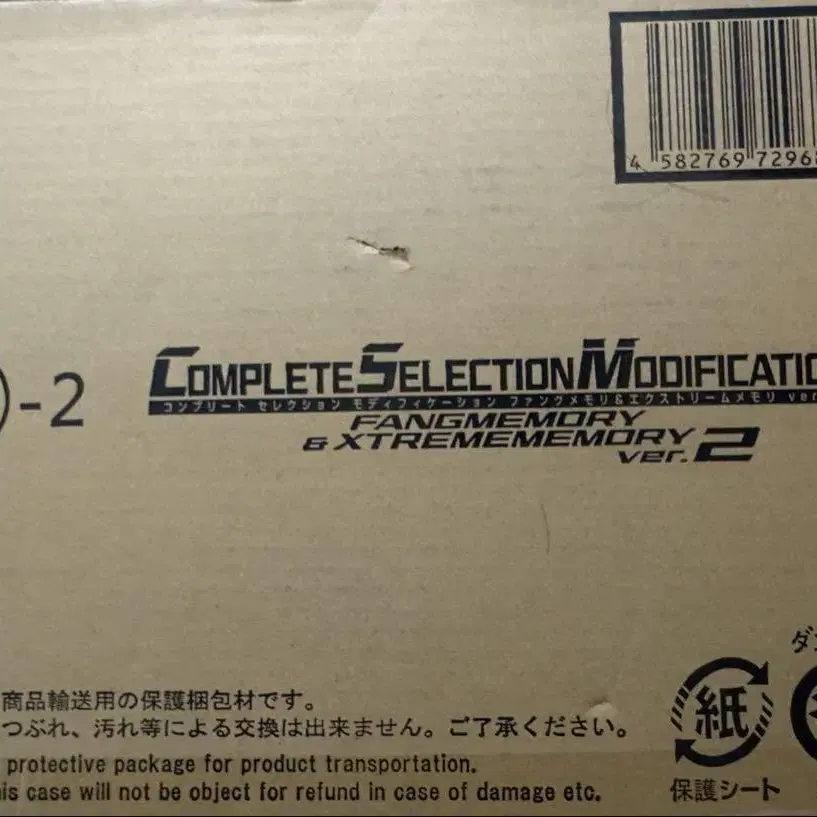 4 582769 7296
)-2
COMPLETE SELECTION MODIFICATIO
コンプリート セレクション モディフィケーション ファングメモリ&エクストリームメモリ ver.
FANGMEMORY
& XTREMEMEMORY
ver.2
商品輸送用の保護梱包材です。
つぶれ、汚れ等による交換は出来ません。ご了承ください。
protective package for product transportation.
his case will not be object for refund in case of damage etc.
紙
保護シート
ダ